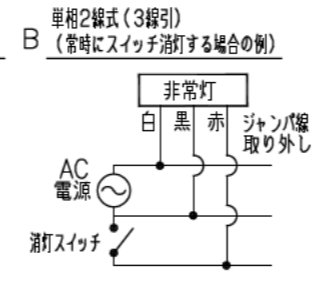 B 単相2線式(3線引)
(常時にスイッチ消灯する場合の例)
非常灯
白 黒 赤
ジャンパ線
取り外し
AC
電源
消灯スイッチ